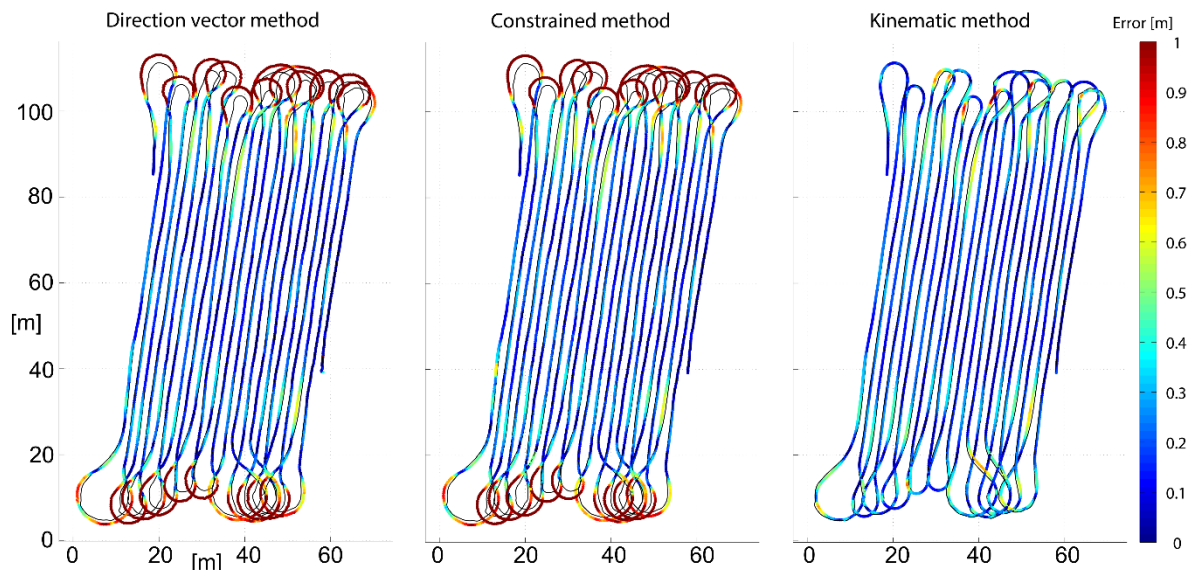 Direction vector method
Constrained method
Kinematic method
Error [m]
1
0.9
0.8
0.7
0.6
0.5
0.4
0.3
0.2
0.1
0
100
80
60
[m]
40
20
0
0 20 40 60
[m]
0 20 40 60
0 20 40 60